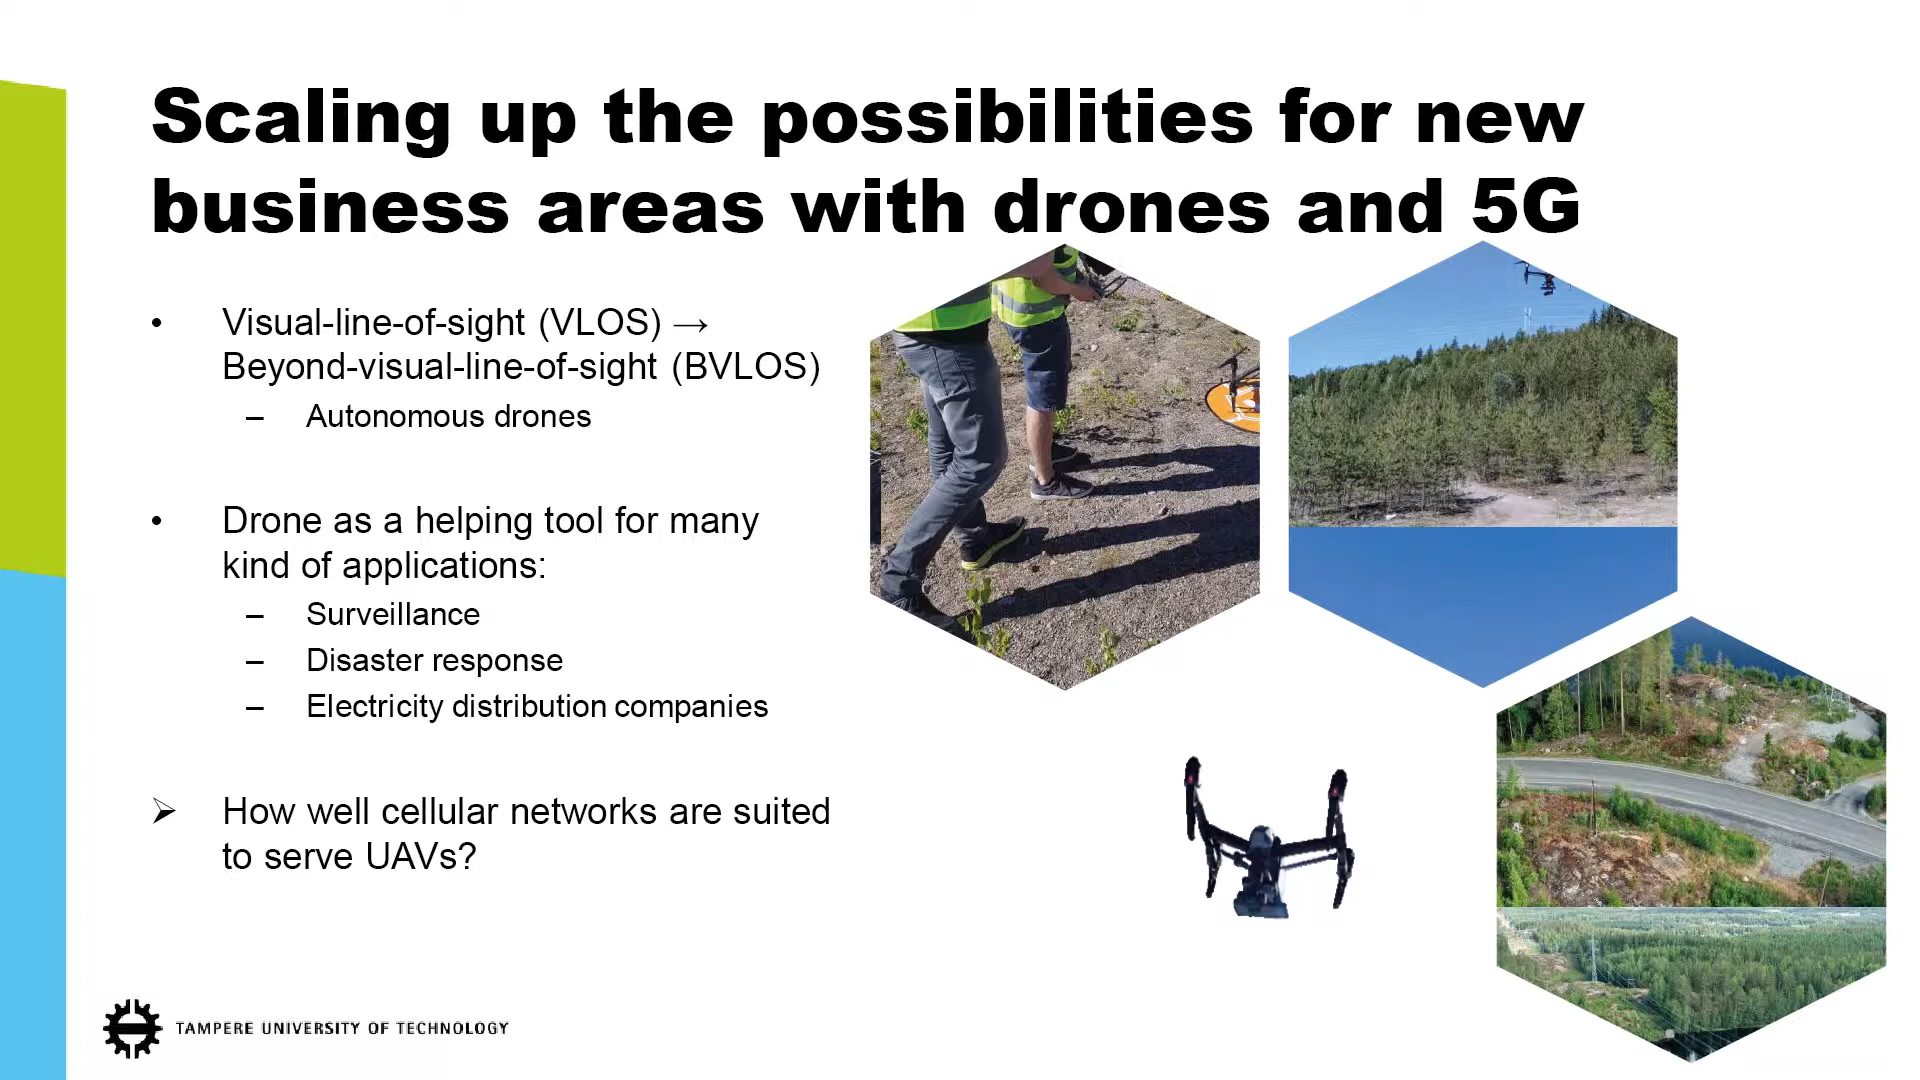 Scaling up the possibilities for new
business areas with drones and 5G
• Visual-line-of-sight (VLOS) →
Beyond-visual-line-of-sight (BVLOS)
– Autonomous drones
• Drone as a helping tool for many
kind of applications:
– Surveillance
– Disaster response
– Electricity distribution companies
➢ How well cellular networks are suited
to serve UAVs?
TAMPERE UNIVERSITY OF TECHNOLOGY